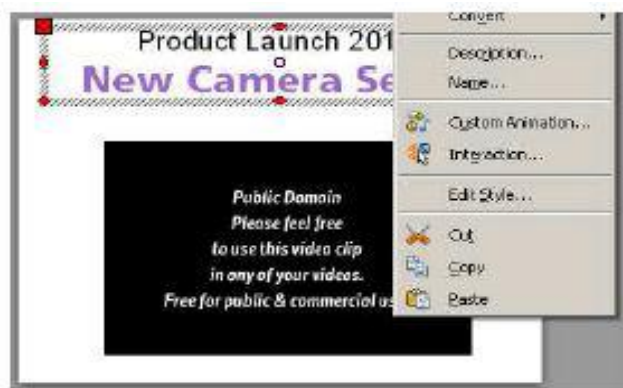 Product Launch 201
New Camera Se
Public Domain
Please feel free
to use this video clip
in any of your videos.
Free for public & commercial us
Convert
Description...
Name...
Custom Animation...
Interaction...
Edit Style...
Cut
Copy
Paste